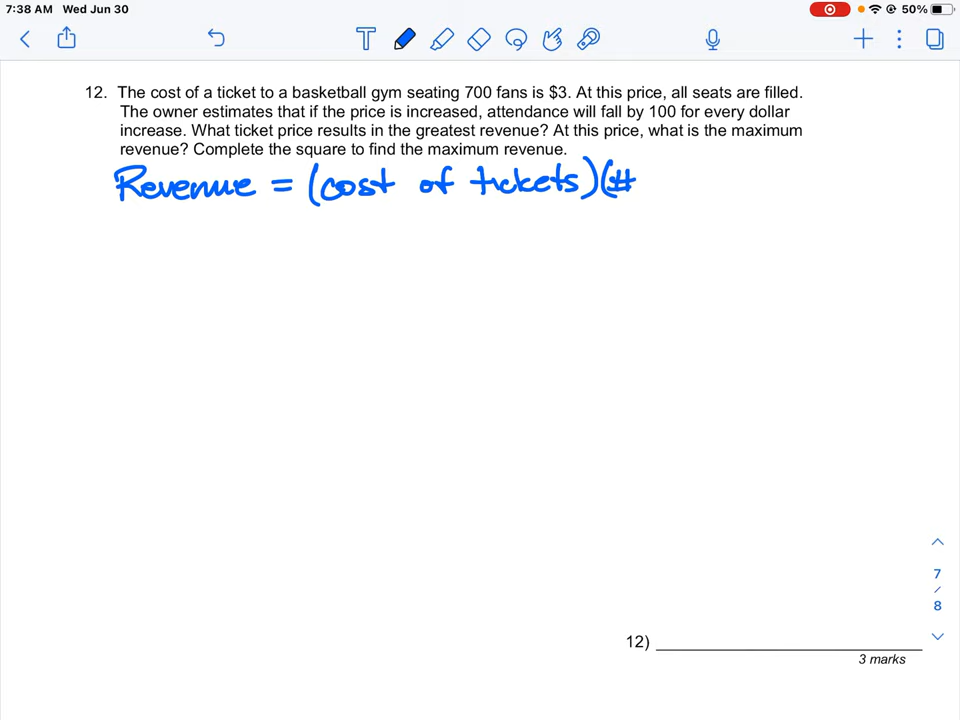 7:38 AM Wed Jun 30
50%
T
12. The cost of a ticket to a basketball gym seating 700 fans is $3. At this price, all seats are filled.
The owner estimates that if the price is increased, attendance will fall by 100 for every dollar
increase. What ticket price results in the greatest revenue? At this price, what is the maximum
revenue? Complete the square to find the maximum revenue.
Revenue = (cost of tickets)(#
7
/
8
12) ____________________
3 marks